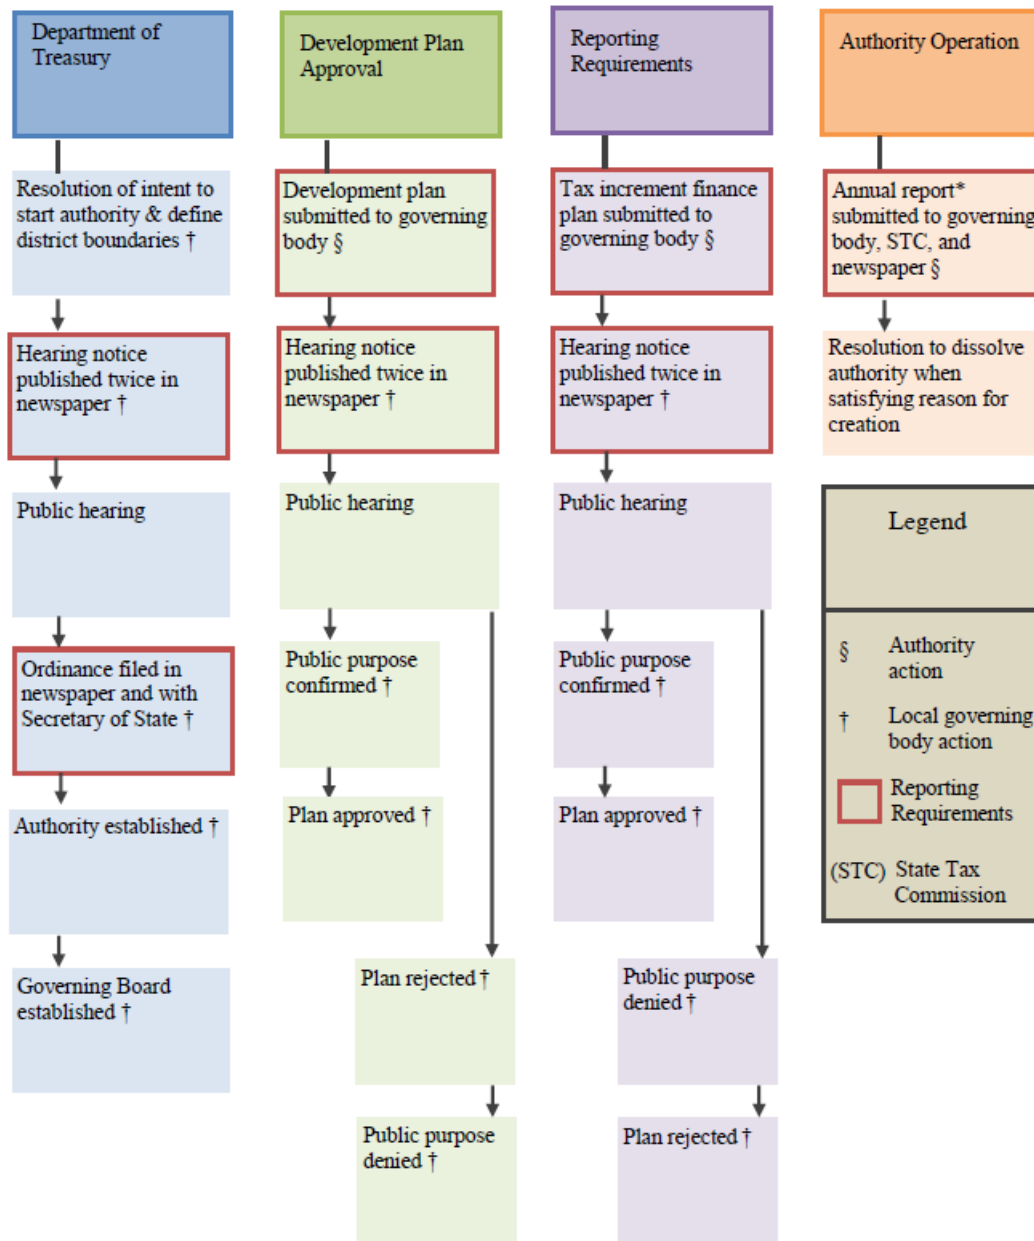 Department of
Treasury
Resolution of intent to
start authority & define
district boundaries †
Hearing notice
published twice in
newspaper †
Public hearing
Ordinance filed in
newspaper and with
Secretary of State †
Authority established †
Governing Board
established †
Development Plan
Approval
Development plan
submitted to governing
body §
Hearing notice
published twice in
newspaper †
Public hearing
Public purpose
confirmed †
Plan approved †
Plan rejected †
Public purpose
denied †
Reporting
Requirements
Tax increment finance
plan submitted to
governing body §
Hearing notice
published twice in
newspaper †
Public hearing
Public purpose
confirmed †
Plan approved †
Public purpose
denied †
Plan rejected †
Authority Operation
Annual report*
submitted to governing
body, STC, and
newspaper §
Resolution to dissolve
authority when
satisfying reason for
creation
Legend
§ Authority
action
† Local governing
body action
Reporting
Requirements
(STC) State Tax
Commission